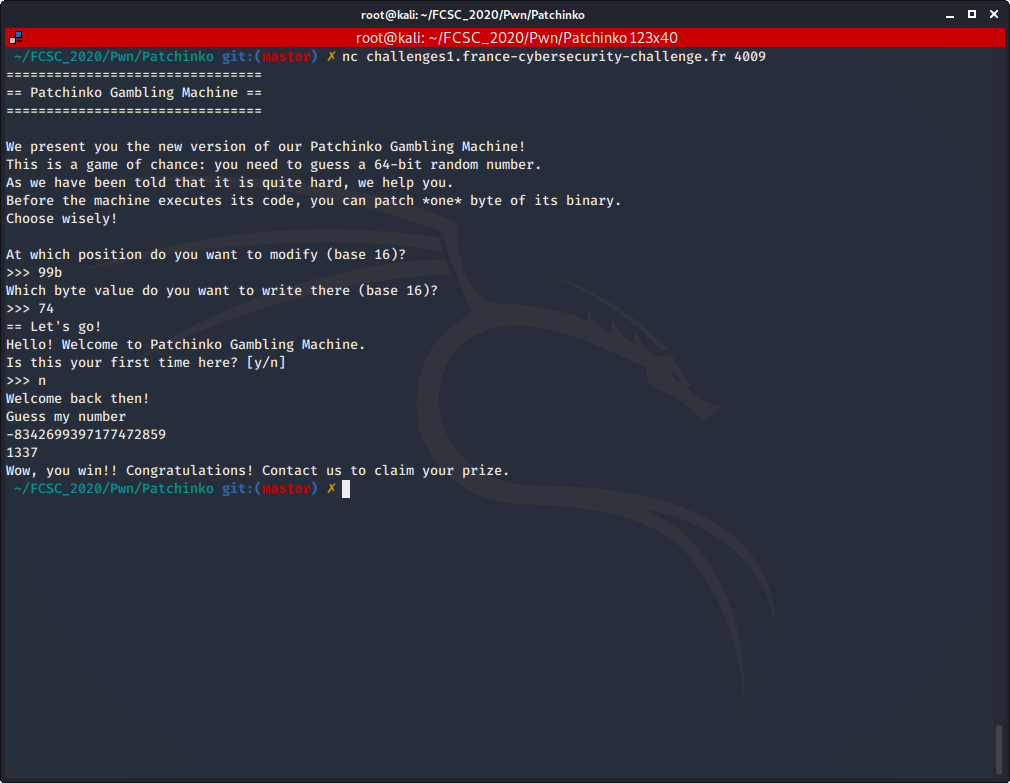 root@kali: ~/FCSC_2020/Pwn/Patchinko
root@kali: ~/FCSC_2020/Pwn/Patchinko 123x40
~/FCSC_2020/Pwn/Patchinko git:(master) ✗ nc challenges1.france-cybersecurity-challenge.fr 4009
================================
== Patchinko Gambling Machine ==
================================
We present you the new version of our Patchinko Gambling Machine!
This is a game of chance: you need to guess a 64-bit random number.
As we have been told that it is quite hard, we help you.
Before the machine executes its code, you can patch *one* byte of its binary.
Choose wisely!
At which position do you want to modify (base 16)?
>>> 99b
Which byte value do you want to write there (base 16)?
>>> 74
== Let's go!
Hello! Welcome to Patchinko Gambling Machine.
Is this your first time here? [y/n]
>>> n
Welcome back then!
Guess my number
-8342699397177472859
1337
Wow, you win!! Congratulations! Contact us to claim your prize.
~/FCSC_2020/Pwn/Patchinko git:(master) ✗